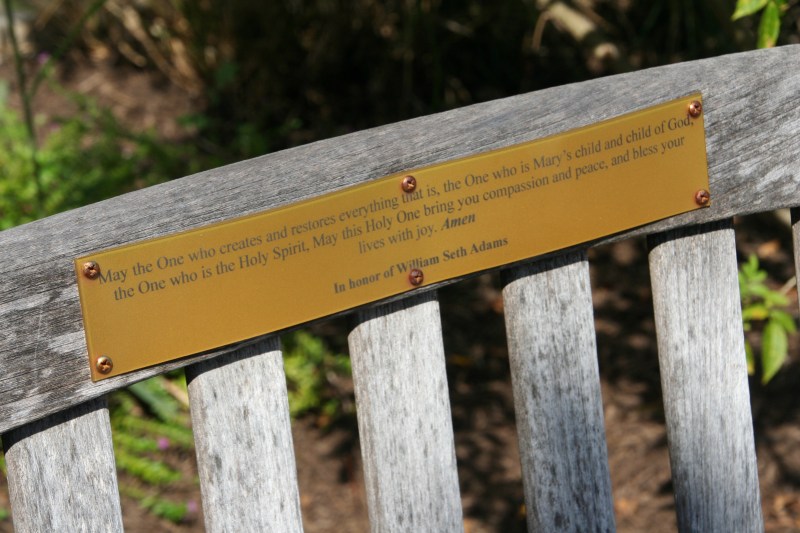 May the One who creates and restores everything that is, the One who is Mary's child and child of God,
the One who is the Holy Spirit, May this Holy One bring you compassion and peace, and bless your
lives with joy. Amen
In honor of William Seth Adams